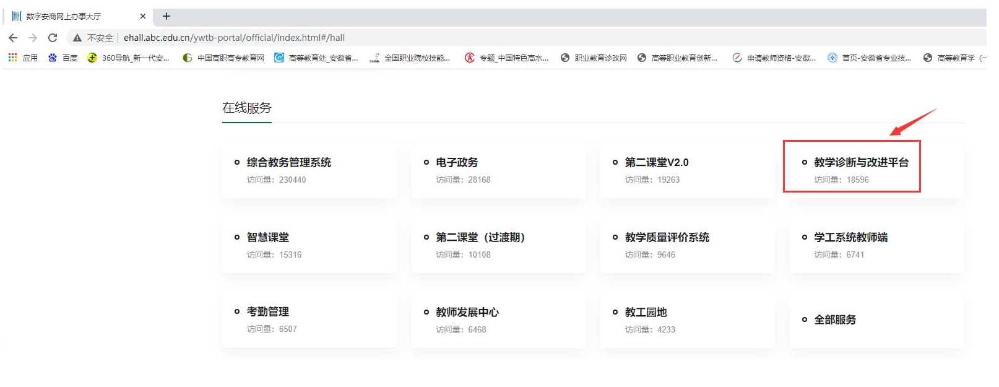 数字安商网上办事大厅
不安全 ehall.abc.edu.cn/ywtb-portal/official/index.html#/hall
应用 百度 360导航_新一代安... 中国高职高专教育网 高等教育处_安徽省... 全国职业院校技能... 专题_中国特色高水... 职业教育诊改网 高等职业教育创新... 申请教师资格-安徽... 首页-安徽省专业技... 高等教育学（一
在线服务
综合教务管理系统 电子政务 第二课堂V2.0 教学诊断与改进平台
访问量：230440 访问量：28168 访问量：19263 访问量：18596
智慧课堂 第二课堂（过渡期） 教学质量评价系统 学工系统教师端
访问量：15316 访问量：10108 访问量：9646 访问量：6741
考勤管理 教师发展中心 教工园地 全部服务
访问量：6507 访问量：6468 访问量：4233